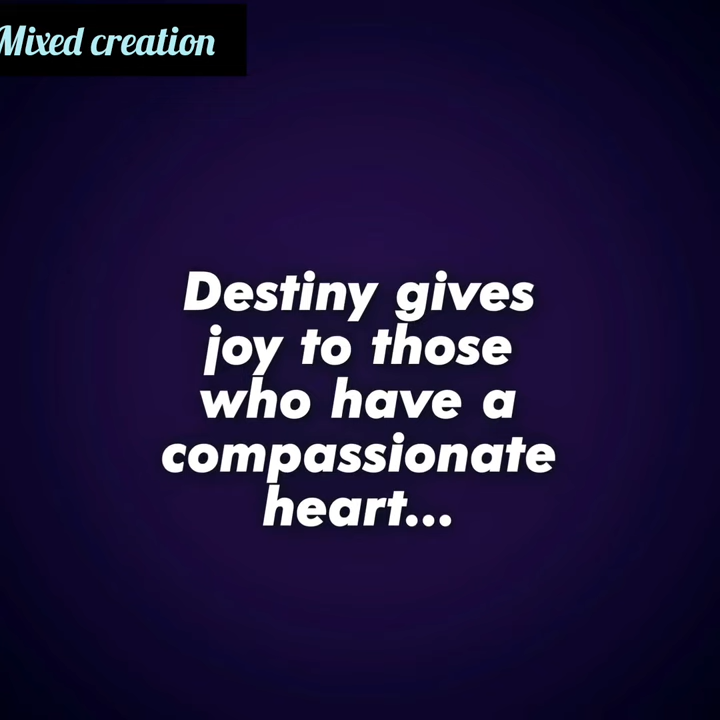 Mixed creation
Destiny gives
joy to those
who have a
compassionate
heart...